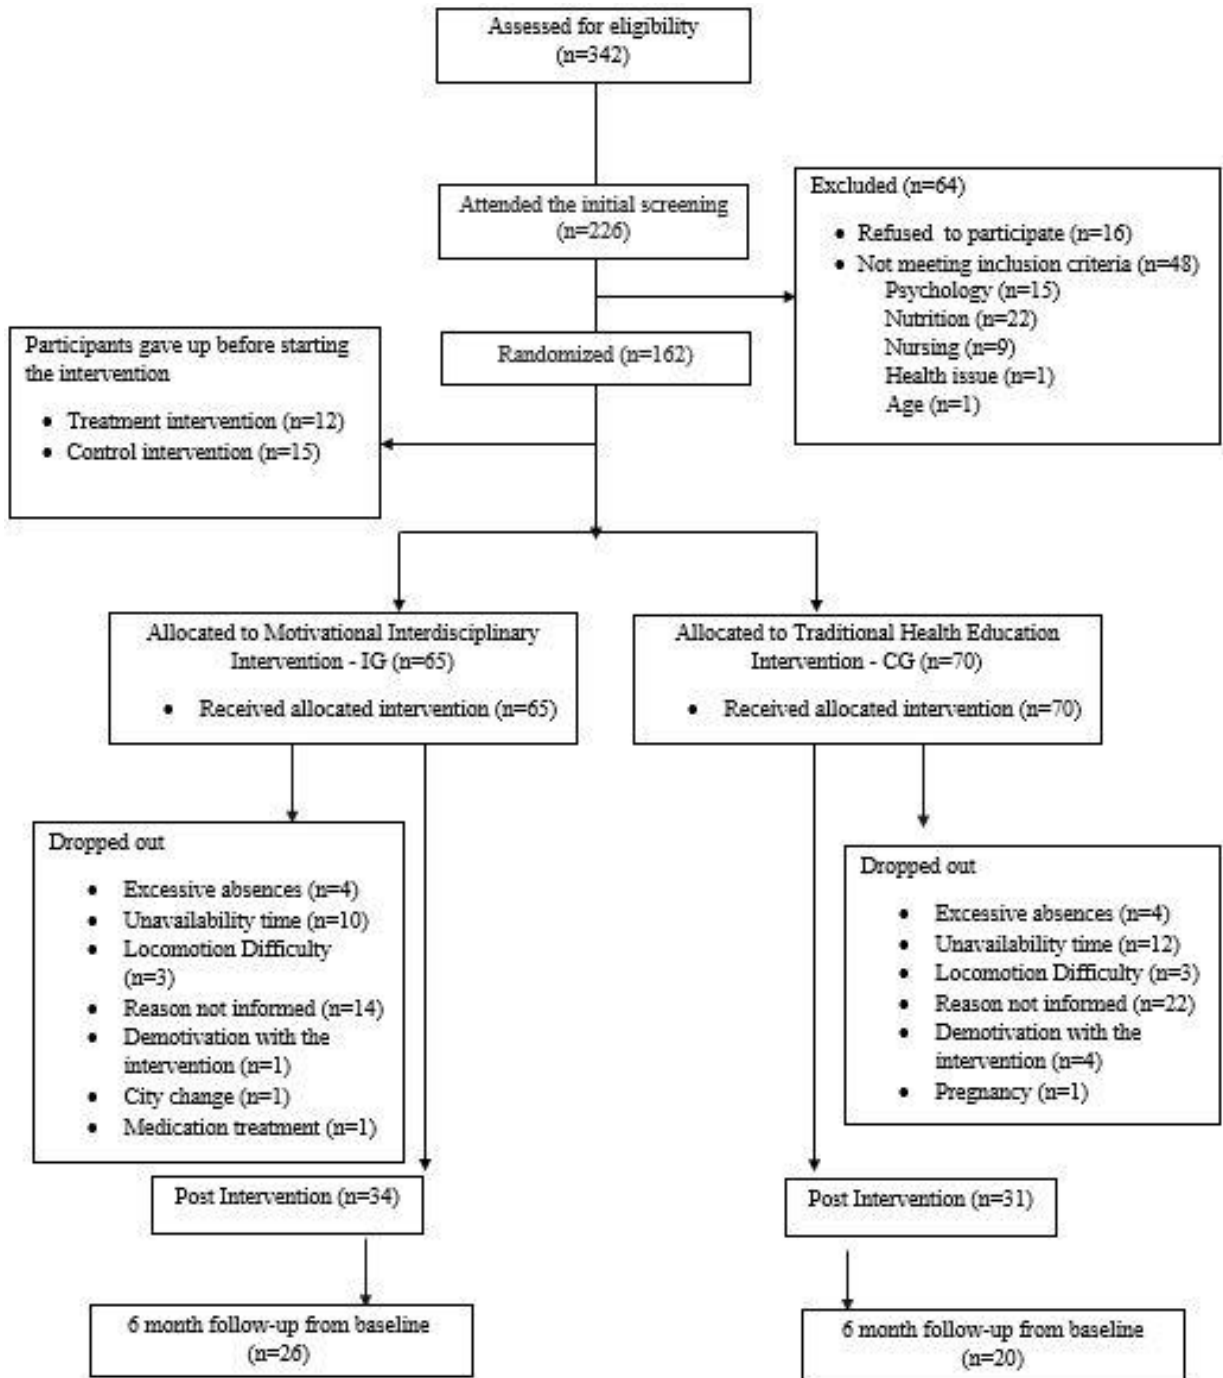 Assessed for eligibility
(n=342)
Attended the initial screening
(n=226)
Excluded (n=64)
• Refused to participate (n=16)
• Not meeting inclusion criteria (n=48)
Psychology (n=15)
Nutrition (n=22)
Nursing (n=9)
Health issue (n=1)
Age (n=1)
Randomized (n=162)
Participants gave up before starting
the intervention
• Treatment intervention (n=12)
• Control intervention (n=15)
Allocated to Motivational Interdisciplinary
Intervention - IG (n=65)
• Received allocated intervention (n=65)
Allocated to Traditional Health Education
Intervention - CG (n=70)
• Received allocated intervention (n=70)
Dropped out
• Excessive absences (n=4)
• Unavailability time (n=10)
• Locomotion Difficulty
(n=3)
• Reason not informed (n=14)
• Demotivation with the
intervention (n=1)
• City change (n=1)
• Medication treatment (n=1)
Dropped out
• Excessive absences (n=4)
• Unavailability time (n=12)
• Locomotion Difficulty (n=3)
• Reason not informed (n=22)
• Demotivation with the
intervention (n=4)
• Pregnancy (n=1)
Post Intervention (n=34)
Post Intervention (n=31)
6 month follow-up from baseline
(n=26)
6 month follow-up from baseline
(n=20)